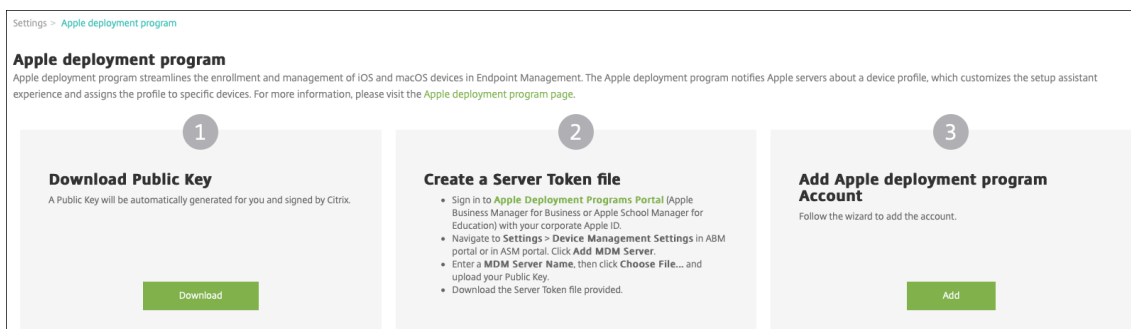 Settings > Apple deployment program
Apple deployment program
Apple deployment program streamlines the enrollment and management of iOS and macOS devices in Endpoint Management. The Apple deployment program notifies Apple servers about a device profile, which customizes the setup assistant
experience and assigns the profile to specific devices. For more information, please visit the Apple deployment program page.
1
Download Public Key
A Public Key will be automatically generated for you and signed by Citrix.
Download
2
Create a Server Token file
• Sign in to Apple Deployment Programs Portal (Apple
Business Manager for Business or Apple School Manager for
Education) with your corporate Apple ID.
• Navigate to Settings > Device Management Settings in ABM
portal or in ASM portal. Click Add MDM Server.
• Enter a MDM Server Name, then click Choose File... and
upload your Public Key.
• Download the Server Token file provided.
3
Add Apple deployment program
Account
Follow the wizard to add the account.
Add